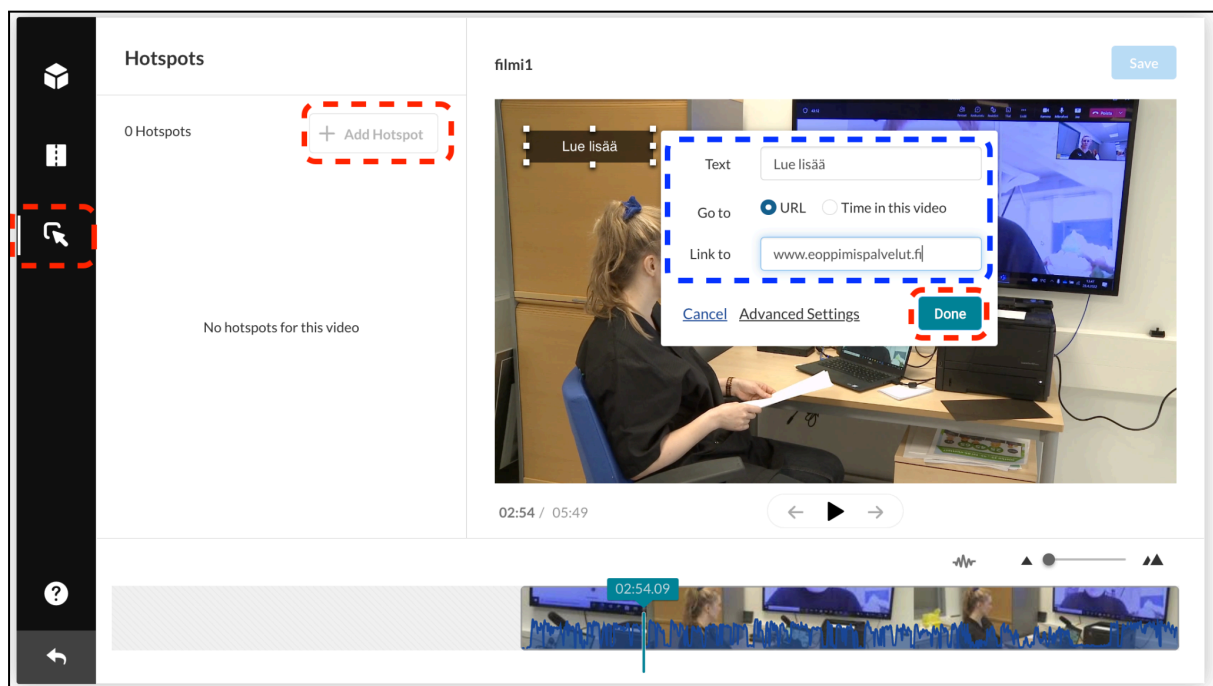 Hotspots
filmi1
Save
0 Hotspots
+ Add Hotspot
Lue lisää
Text
Lue lisää
Go to
URL
Time in this video
Link to
www.eoppimispalvelut.fi
Cancel
Advanced Settings
Done
No hotspots for this video
02:54 / 05:49
02:54.09
?